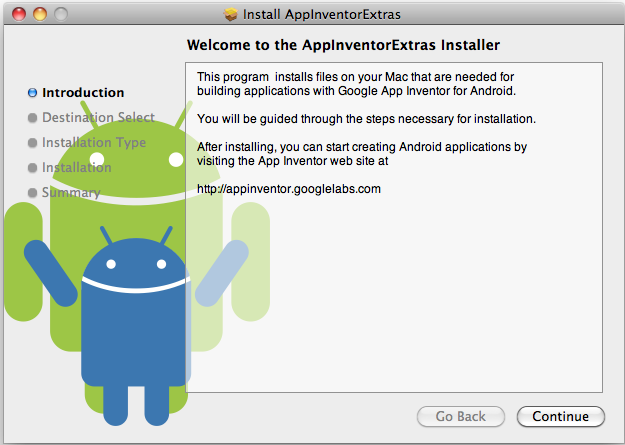 Install AppInventorExtras
Welcome to the AppInventorExtras Installer
Introduction
Destination Select
Installation Type
Installation
Summary
This program  installs files on your Mac that are needed for
building applications with Google App Inventor for Android.
You will be guided through the steps necessary for installation.
After installing, you can start creating Android applications by
visiting the App Inventor web site at
http://appinventor.googlelabs.com
Go Back
Continue